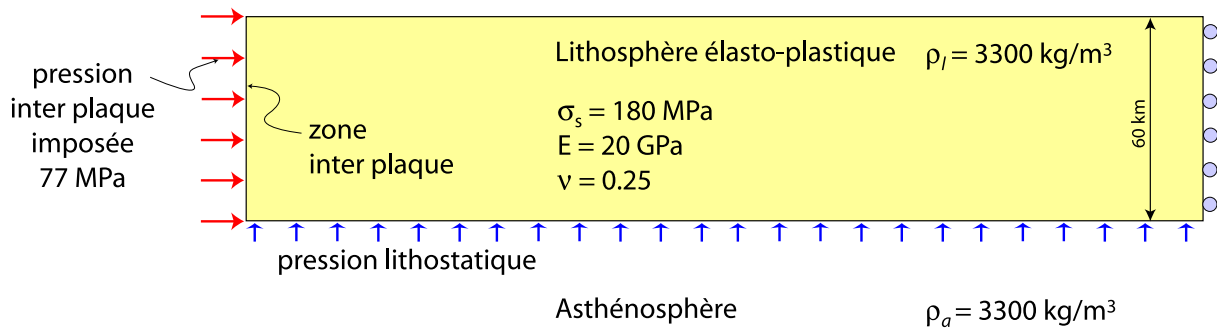 Lithosphère élasto-plastique
ρl = 3300 kg/m³
pression
inter plaque
imposée
77 MPa
σs = 180 MPa
E = 20 GPa
ν = 0.25
zone
inter plaque
60 km
pression lithostatique
Asthénosphère
ρa = 3300 kg/m³